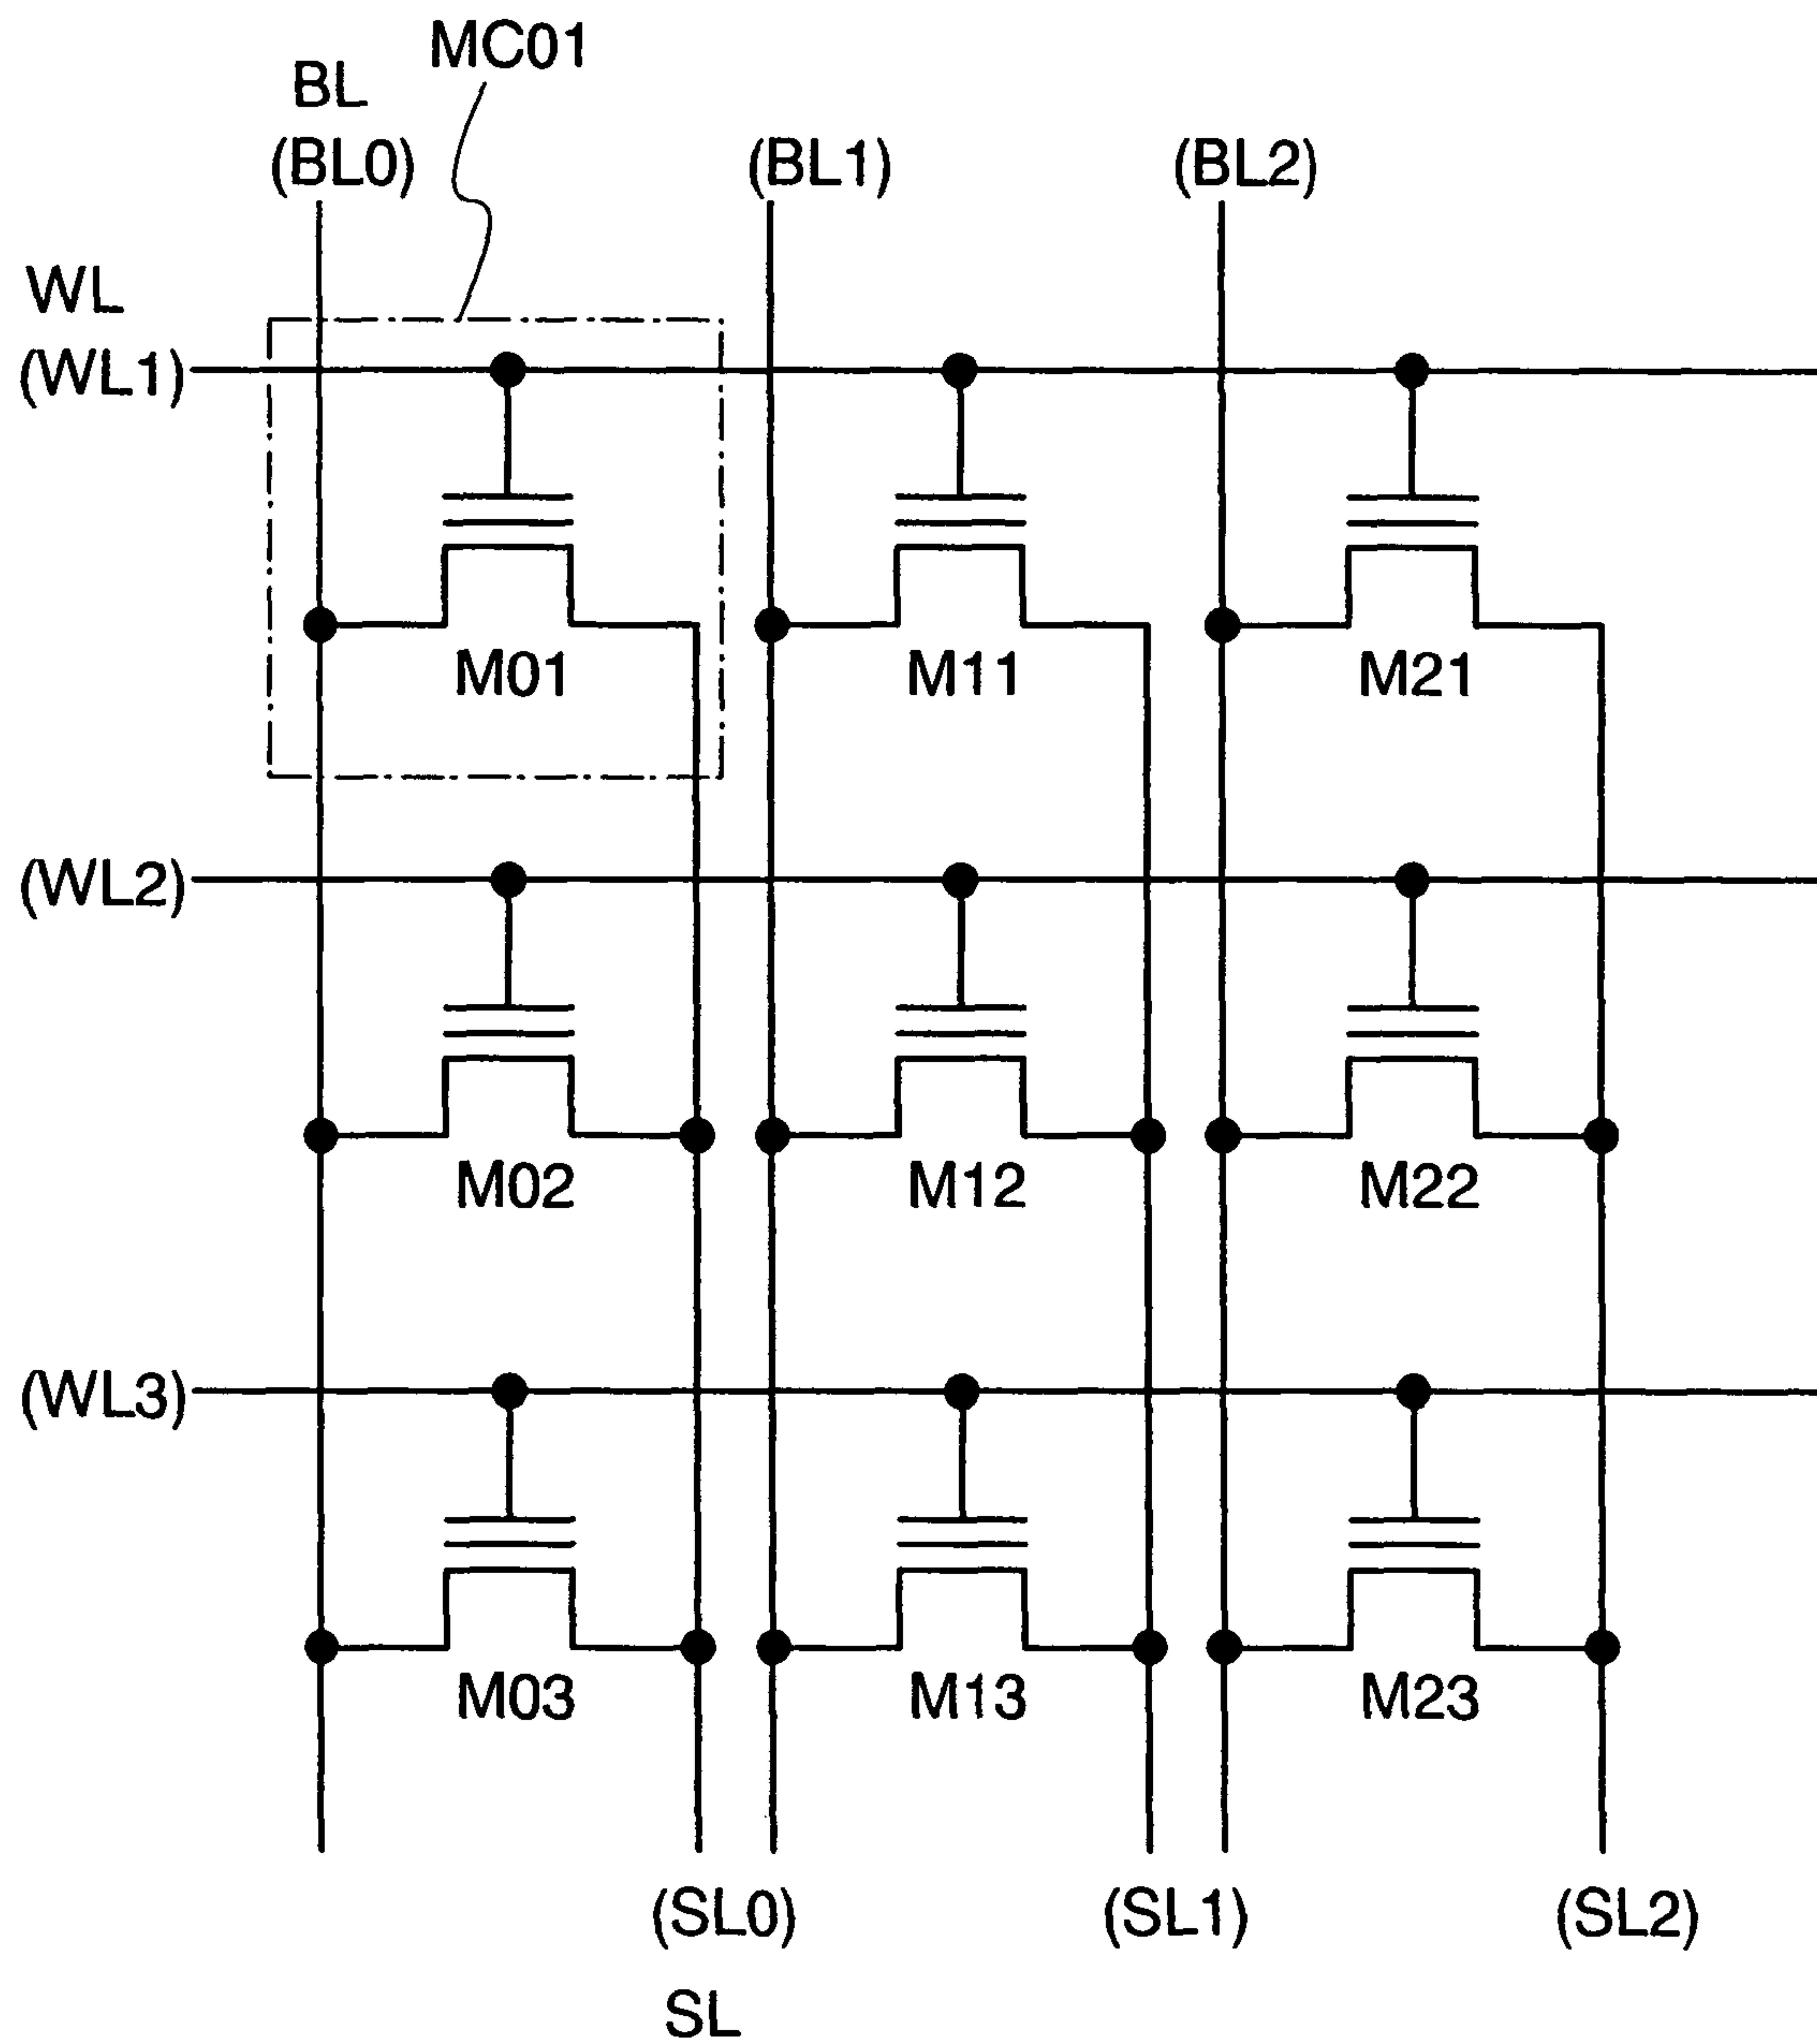 MC01
BL
(BL0)
(BL1)
(BL2)
WL
(WL1)
M01
M11
M21
(WL2)
M02
M12
M22
(WL3)
M03
M13
M23
(SL0)
(SL1)
(SL2)
SL